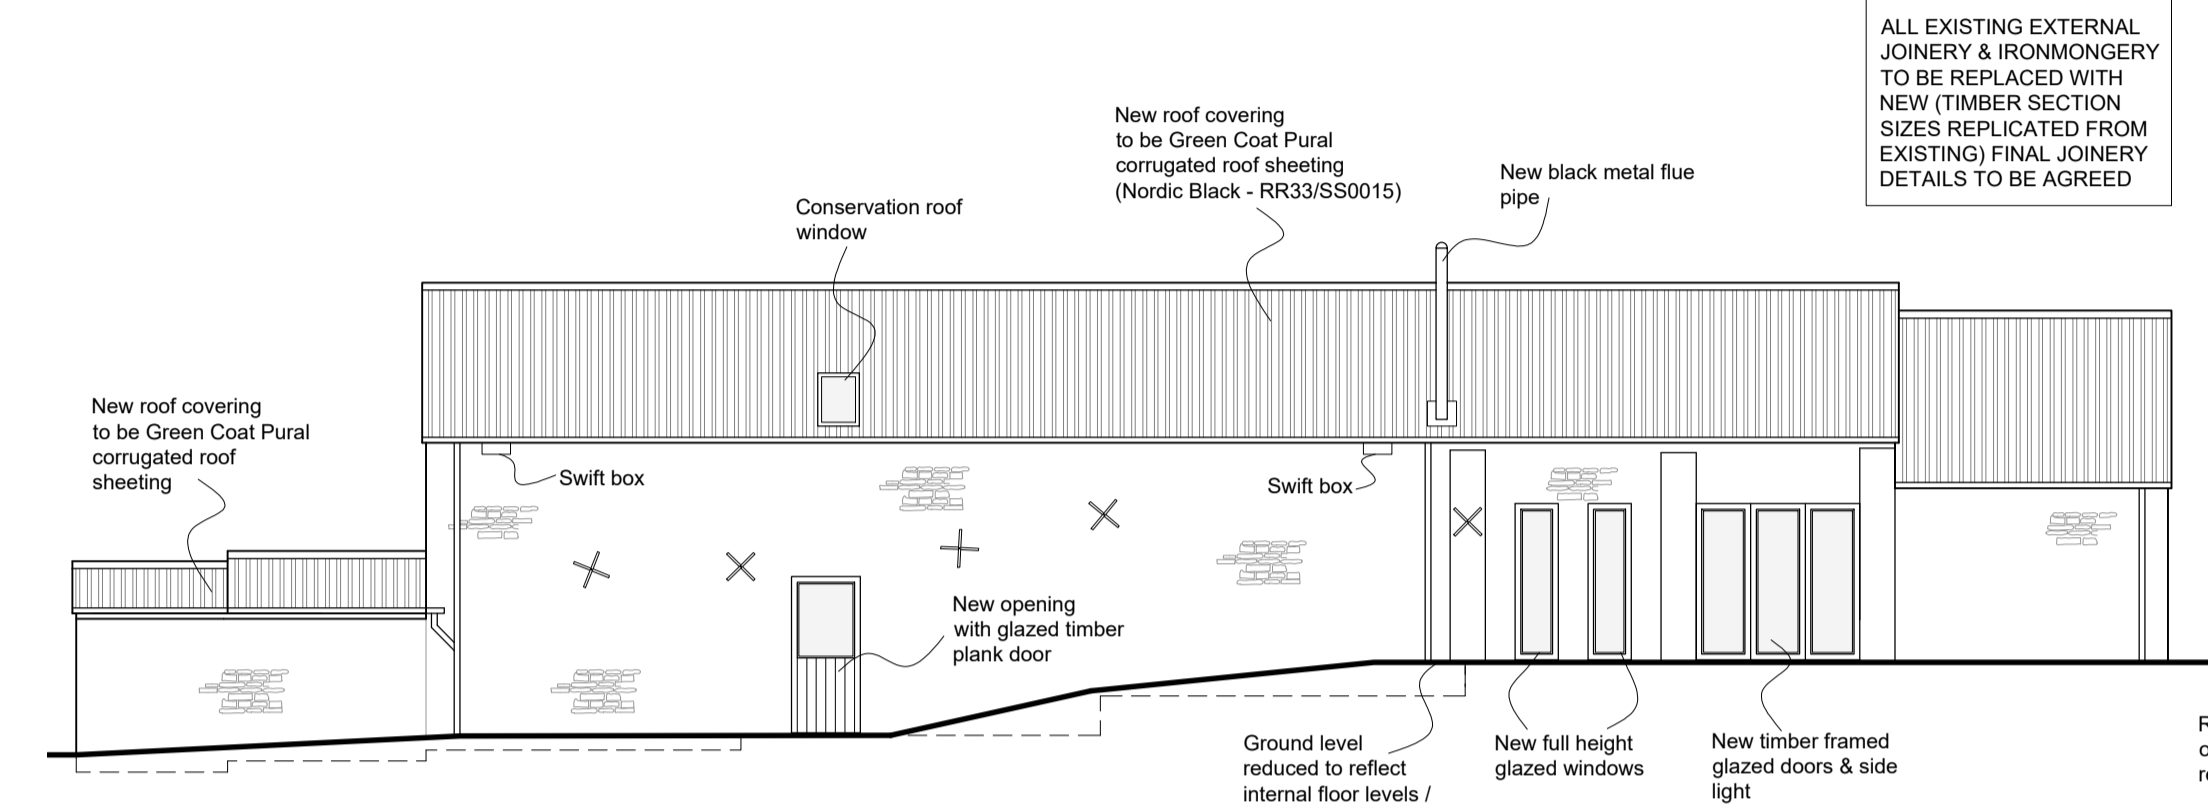 ALL EXISTING EXTERNAL
JOINERY & IRONMONGERY
TO BE REPLACED WITH
NEW (TIMBER SECTION
SIZES REPLICATED FROM
EXISTING) FINAL JOINERY
DETAILS TO BE AGREED
New roof covering
to be Green Coat Pural
corrugated roof sheeting
(Nordic Black - RR33/SS0015)
New black metal flue
pipe
Conservation roof
window
New roof covering
to be Green Coat Pural
corrugated roof
sheeting
Swift box
Swift box
New opening
with glazed timber
plank door
Ground level
reduced to reflect
internal floor levels /
New full height
glazed windows
New timber framed
glazed doors & side
light